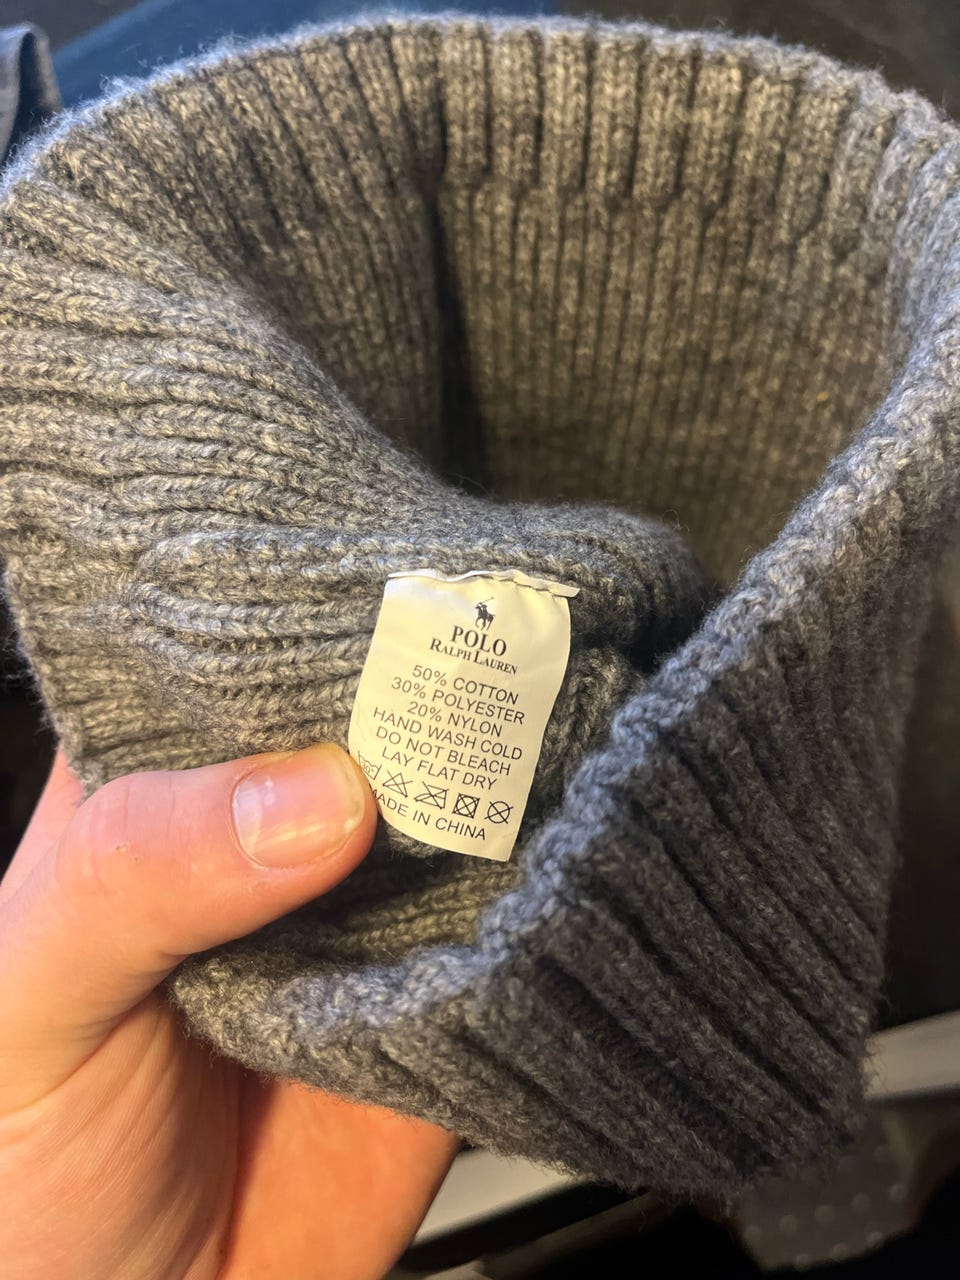 POLO
RALPH LAUREN
50% COTTON
30% POLYESTER
20% NYLON
HAND WASH COLD
DO NOT BLEACH
LAY FLAT DRY
MADE IN CHINA